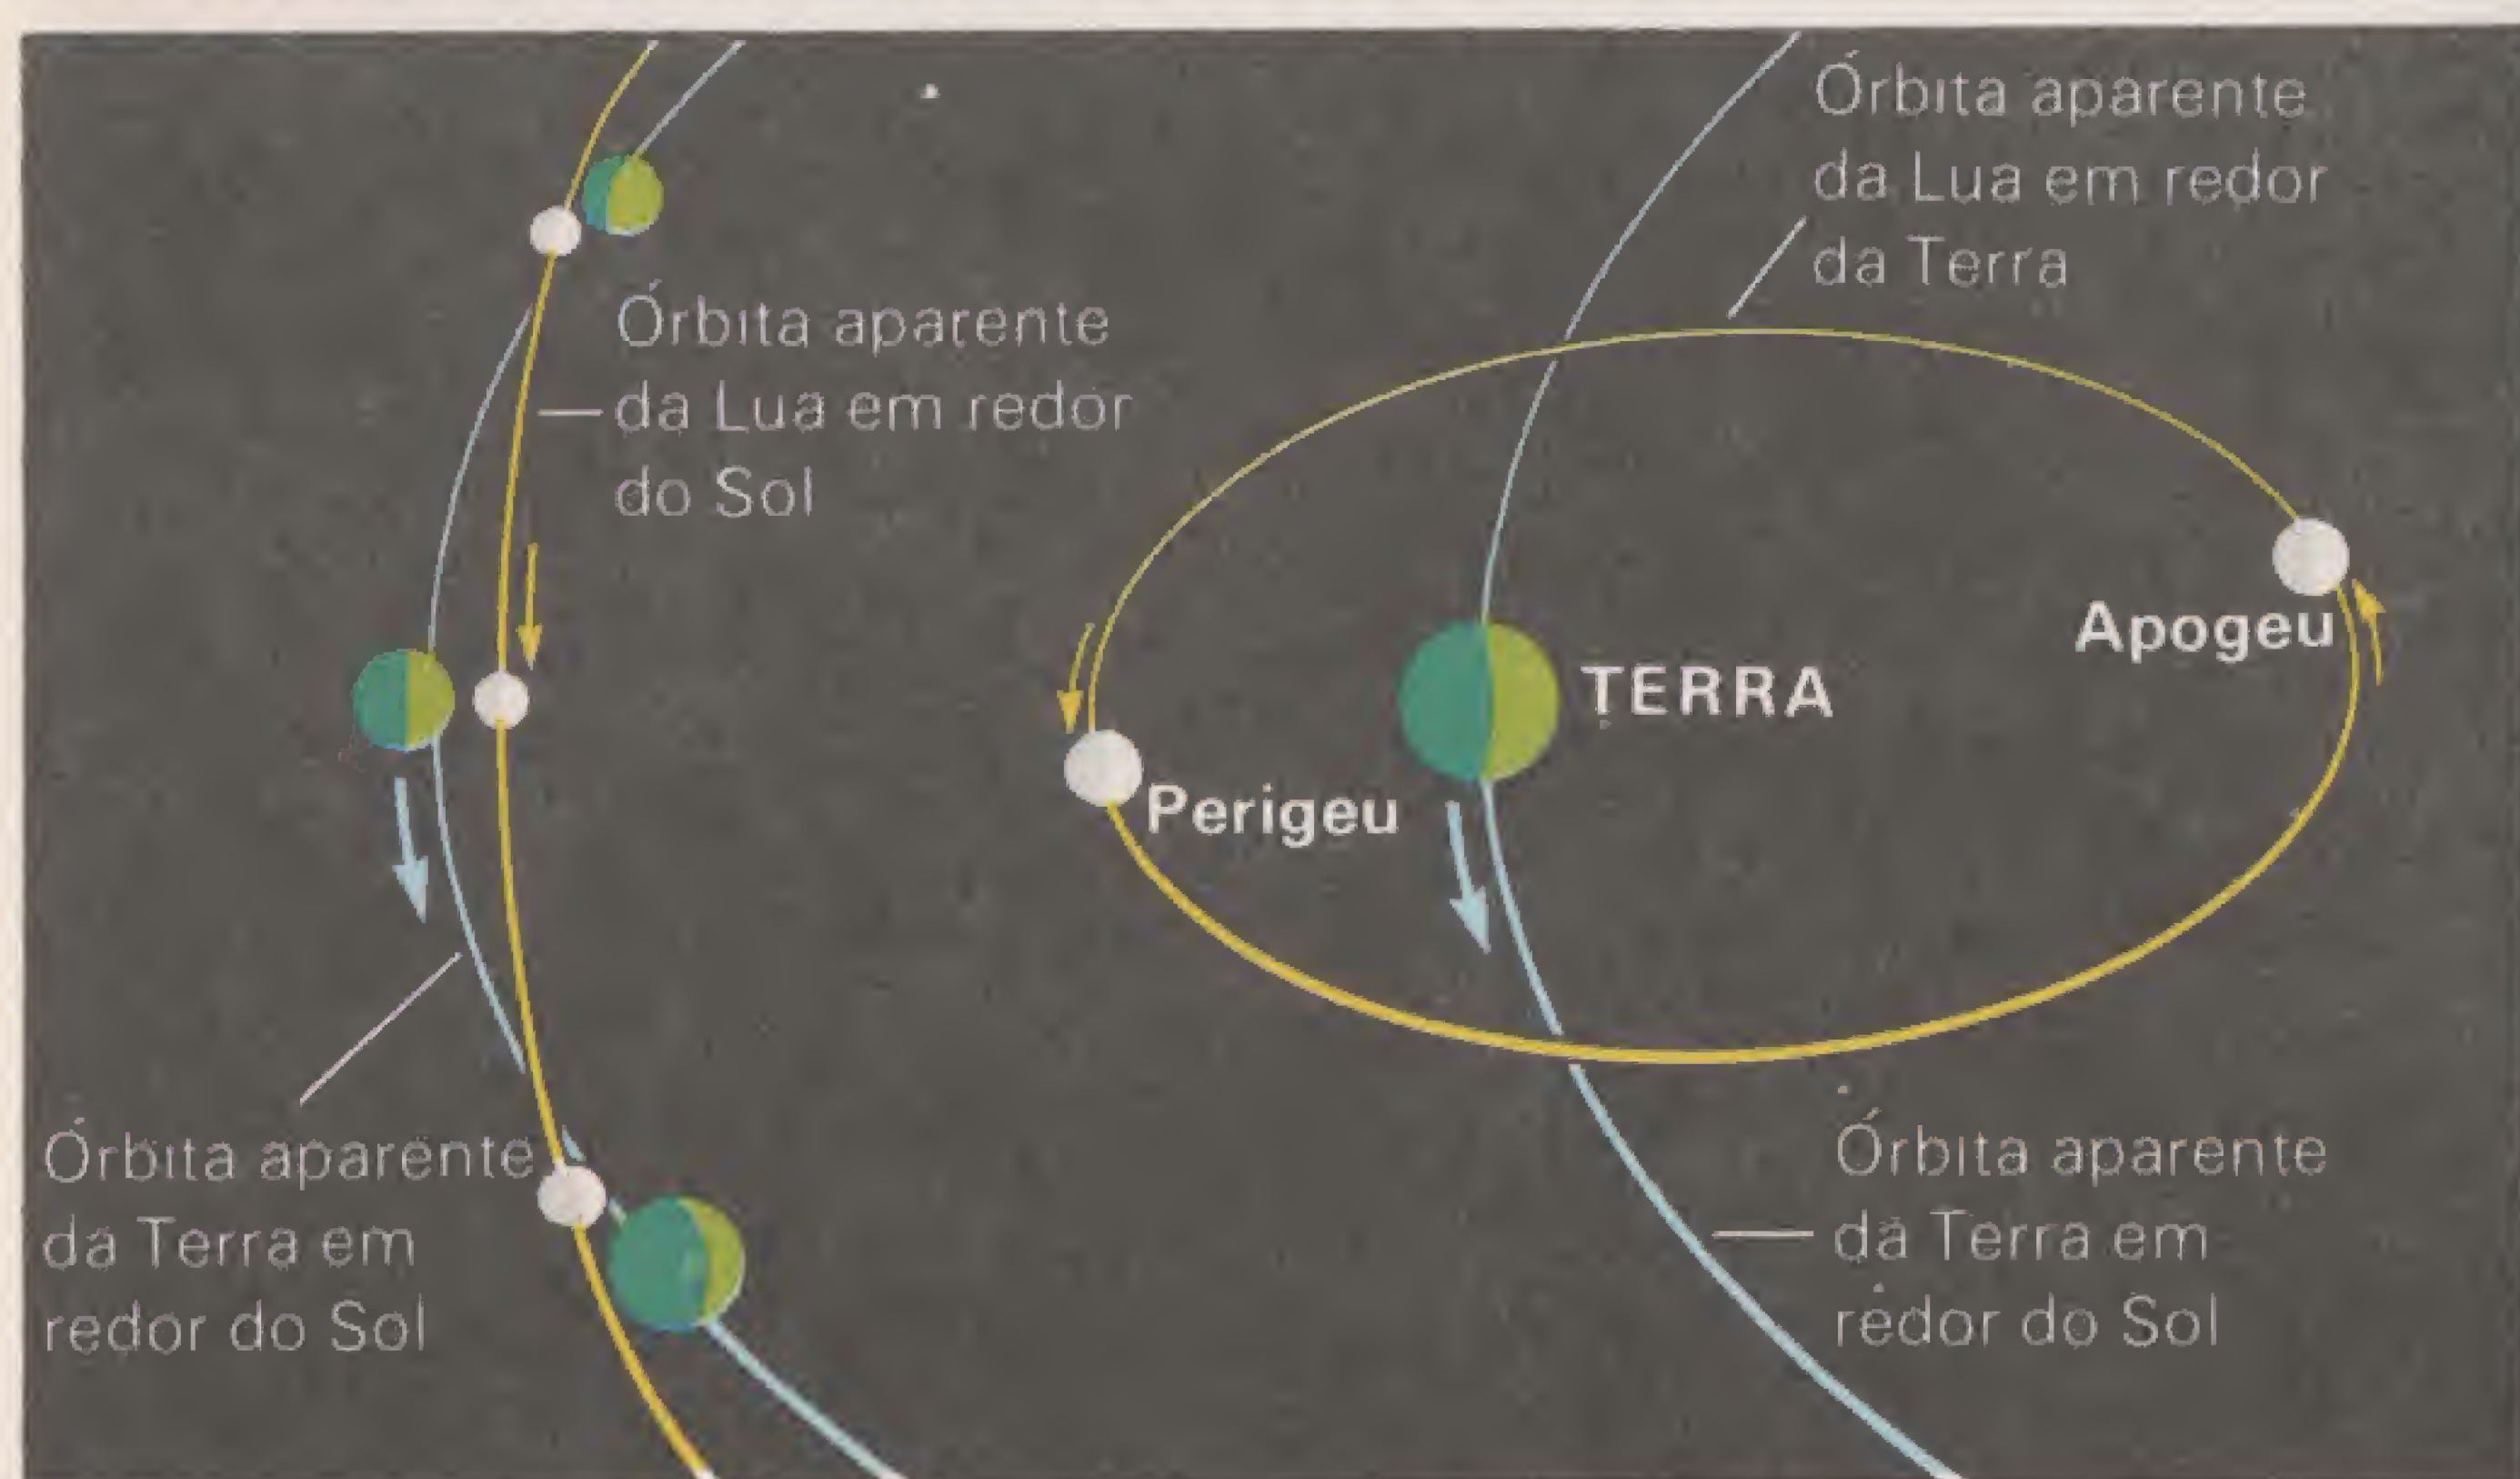 Órbita aparente
da Lua em redor
do Sol
Órbita aparente
da Terra em
redor do Sol
Órbita aparente
da Lua em redor
da Terra
Apogeu
TERRA
Perigeu
Órbita aparente
da Terra em
redor do Sol